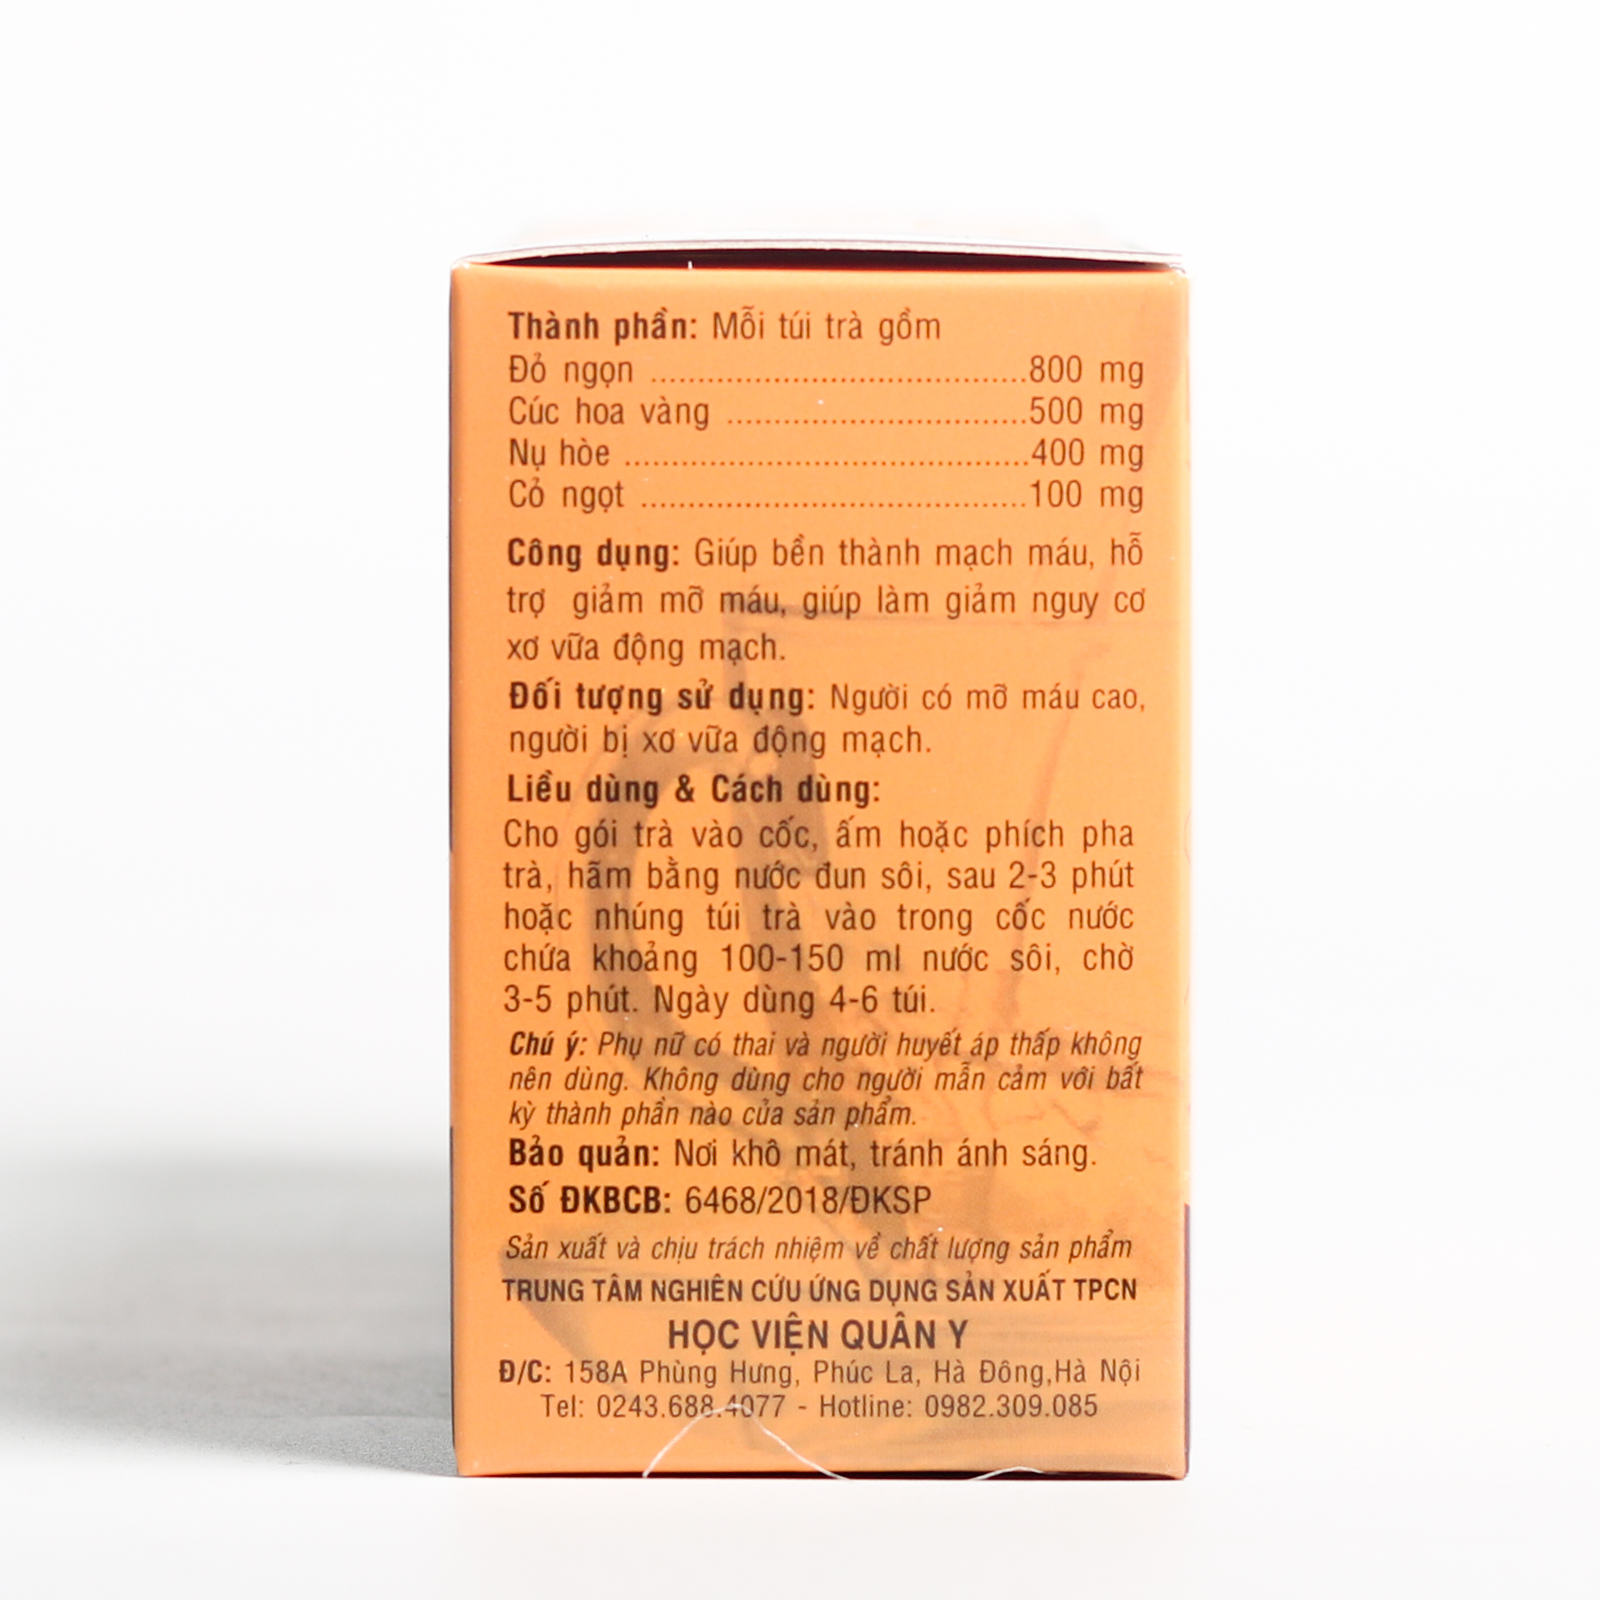 Thành phần: Mỗi túi trà gồm
Đỏ ngọn ........................................800 mg
Cúc hoa vàng ................................500 mg
Nụ hòe ...........................................400 mg
Cỏ ngọt .........................................100 mg
Công dụng: Giúp bền thành mạch máu, hỗ
trợ giảm mỡ máu, giúp làm giảm nguy cơ
xơ vữa động mạch.
Đối tượng sử dụng: Người có mỡ máu cao,
người bị xơ vữa động mạch.
Liều dùng & Cách dùng:
Cho gói trà vào cốc, ấm hoặc phích pha
trà, hãm bằng nước đun sôi, sau 2-3 phút
hoặc nhúng túi trà vào trong cốc nước
chứa khoảng 100-150 ml nước sôi, chờ
3-5 phút. Ngày dùng 4-6 túi.
Chú ý: Phụ nữ có thai và người huyết áp thấp không
nên dùng. Không dùng cho người mẫn cảm với bất
kỳ thành phần nào của sản phẩm.
Bảo quản: Nơi khô mát, tránh ánh sáng.
Số ĐKBCB: 6468/2018/ĐKSP
Sản xuất và chịu trách nhiệm về chất lượng sản phẩm
TRUNG TÂM NGHIÊN CỨU ỨNG DỤNG SẢN XUẤT TPCN
HỌC VIỆN QUÂN Y
Đ/C: 158A Phùng Hưng, Phúc La, Hà Đông,Hà Nội
Tel: 0243.688.4077 - Hotline: 0982.309.085